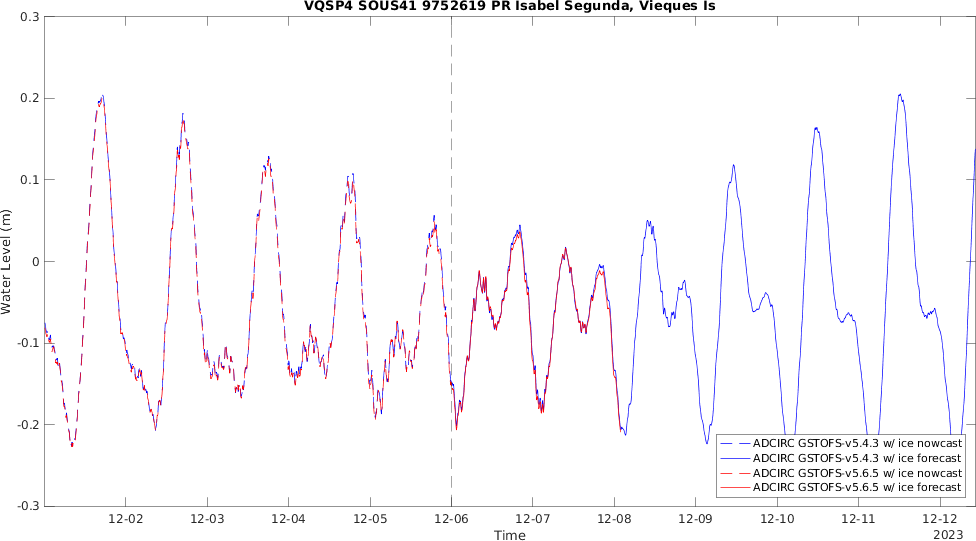 VQSP4 SOUS41 9752619 PR Isabel Segunda, Vieques Is
0.3
0.2
0.1
0
-0.1
-0.2
-0.3
Water Level (m)
12-02 12-03 12-04 12-05 12-06 12-07 12-08 12-09 12-10 12-11 12-12
2023
Time
ADCIRC GSTOFS-v5.4.3 w/ ice nowcast
ADCIRC GSTOFS-v5.4.3 w/ ice forecast
ADCIRC GSTOFS-v5.6.5 w/ ice nowcast
ADCIRC GSTOFS-v5.6.5 w/ ice forecast